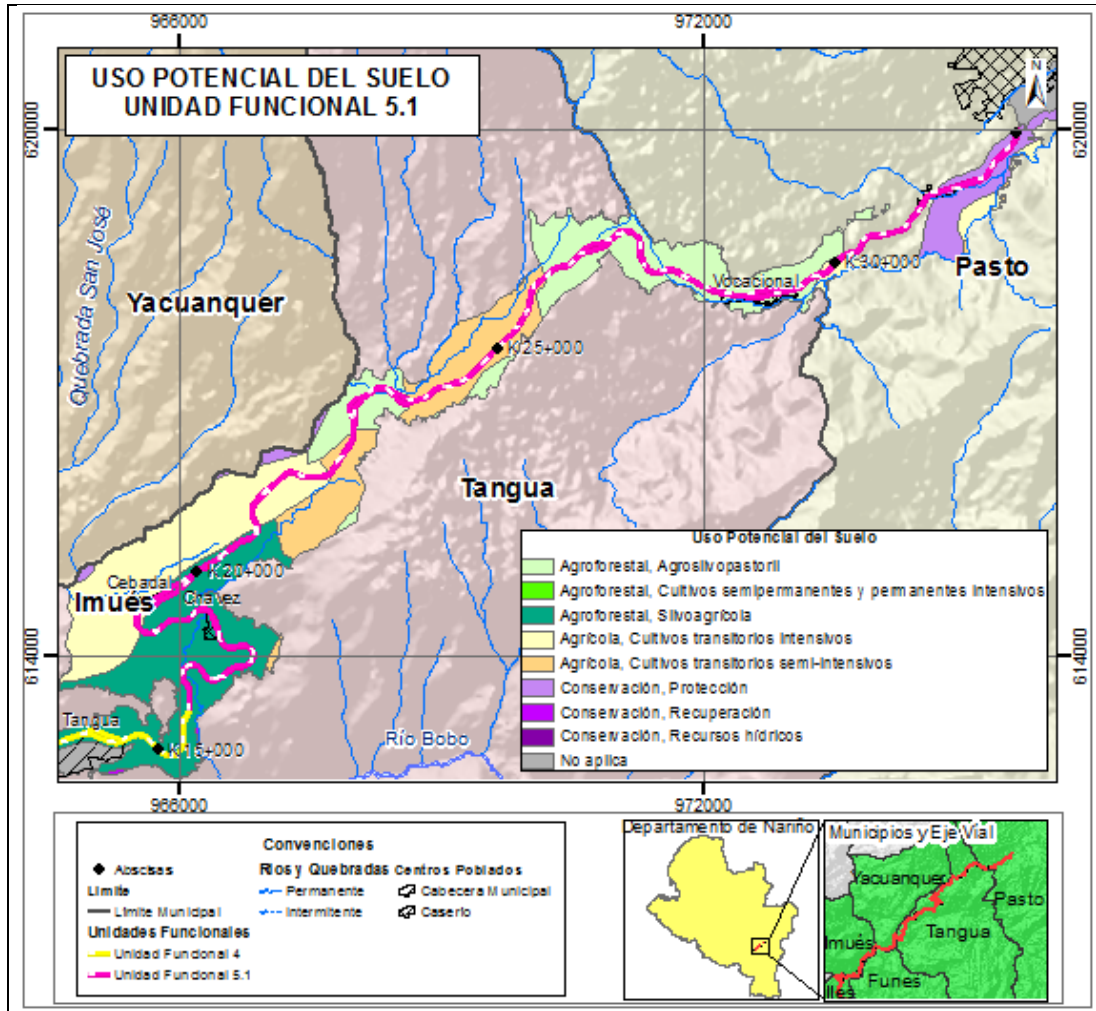 966000
972000
USO POTENCIAL DEL SUELO
UNIDAD FUNCIONAL 5.1
N
620000
620000
Quebrada San José
Yacuanquer
Pasto
K30+000
Vocacional
K25+000
Tangua
Cebadal
K20+000
Imués
Chávez
614000
614000
Tangua
K15+000
Río Bobo
Uso Potencial del Suelo
Agroforestal, Agrosilvopastoril
Agroforestal, Cultivos semipermanentes y permanentes intensivos
Agroforestal, Silvoagrícola
Agrícola, Cultivos transitorios intensivos
Agrícola, Cultivos transitorios semi-intensivos
Conservación, Protección
Conservación, Recuperación
Conservación, Recursos hídricos
No aplica
966000
972000
Convenciones
Abscisas
Límite
Límite Municipal
Unidades Funcionales
Unidad Funcional 4
Unidad Funcional 5.1
Ríos y Quebradas
Permanente
Intermitente
Centros Poblados
Cabecera Municipal
Caserío
Departamento de Nariño
Municipios y Eje Vial
Yacuanquer
Pasto
Imués
Tangua
Funes
Iles